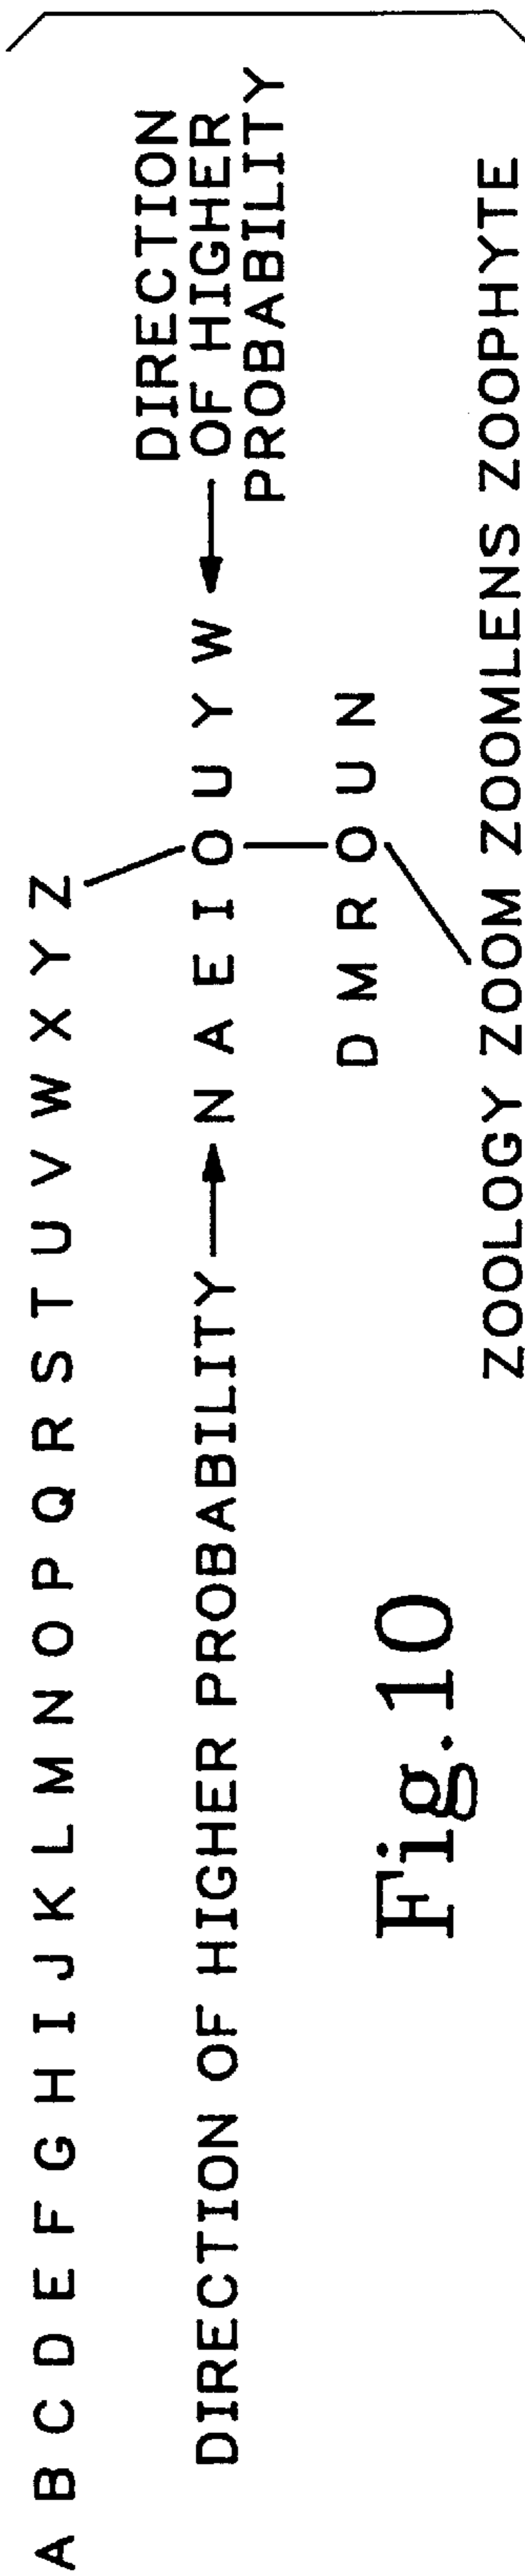 A B C D E F G H I J K L M N O P Q R S T U V W X Y Z
DIRECTION OF HIGHER PROBABILITY → N A E I O U Y W ← DIRECTION
OF HIGHER
PROBABILITY
D M R O U N
ZOOLOGY ZOOM ZOOMLENS ZOOPHYTE
Fig.10